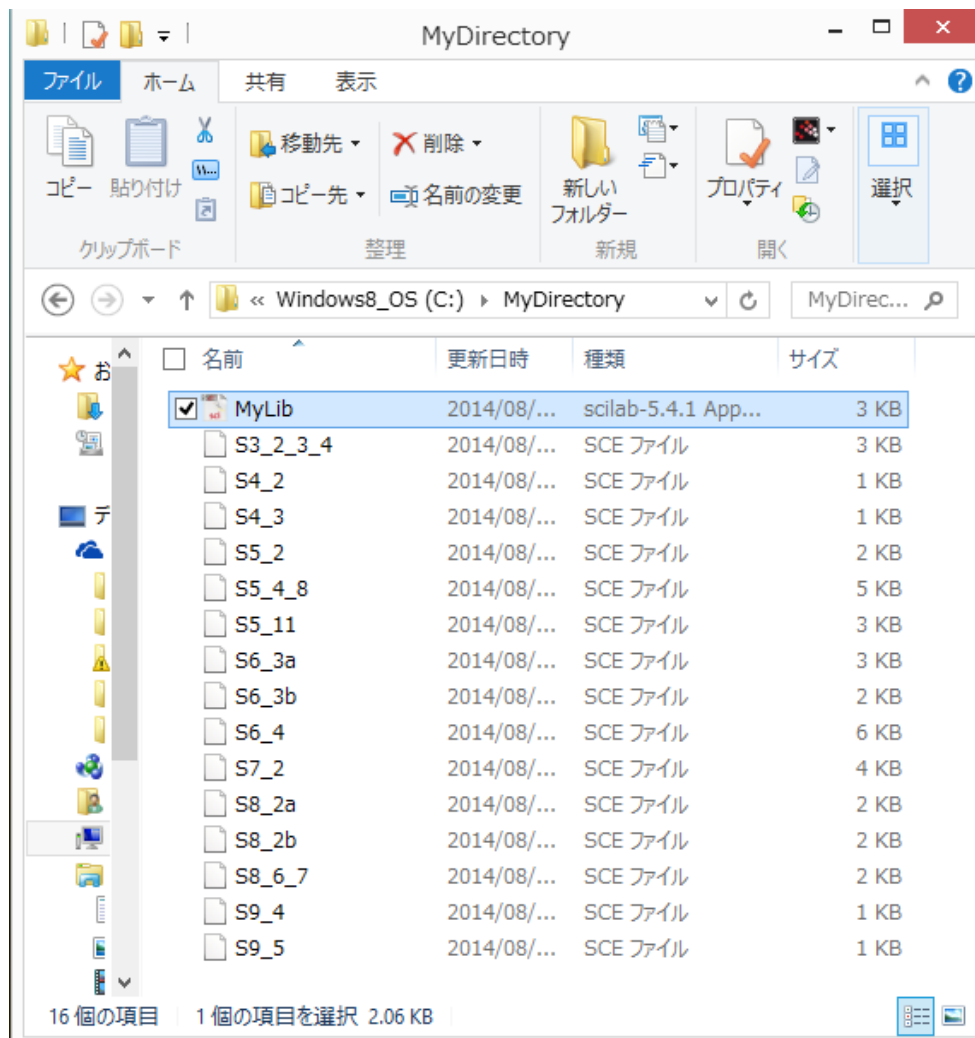 MyDirectory
ファイル ホーム 共有 表示
コピー 貼り付け 移動先 コピー先 削除 名前の変更 新しい フォルダー プロパティ 選択
クリップボード 整理 新規 開く
« Windows8_OS (C:) MyDirectory MyDirec...
名前 更新日時 種類 サイズ
MyLib 2014/08/... scilab-5.4.1 App... 3 KB
S3_2_3_4 2014/08/... SCE ファイル 3 KB
S4_2 2014/08/... SCE ファイル 1 KB
S4_3 2014/08/... SCE ファイル 1 KB
S5_2 2014/08/... SCE ファイル 2 KB
S5_4_8 2014/08/... SCE ファイル 5 KB
S5_11 2014/08/... SCE ファイル 3 KB
S6_3a 2014/08/... SCE ファイル 3 KB
S6_3b 2014/08/... SCE ファイル 2 KB
S6_4 2014/08/... SCE ファイル 6 KB
S7_2 2014/08/... SCE ファイル 4 KB
S8_2a 2014/08/... SCE ファイル 2 KB
S8_2b 2014/08/... SCE ファイル 2 KB
S8_6_7 2014/08/... SCE ファイル 2 KB
S9_4 2014/08/... SCE ファイル 1 KB
S9_5 2014/08/... SCE ファイル 1 KB
お
デ
16 個の項目 1 個の項目を選択 2.06 KB